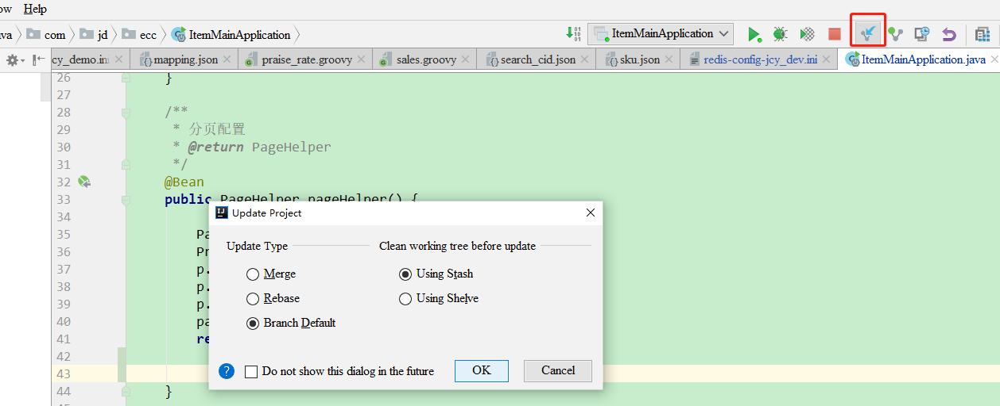 ow Help
ava com jd ecc ItemMainApplication
ItemMainApplication
cy_demo.ini mapping.json praise_rate.groovy sales.groovy search_cid.json sku.json redis-config-jcy_dev.ini ItemMainApplication.java
26 }
27
28 /**
29 * 分页配置
30 * @return PageHelper
31 */
32 @Bean
33 public PageHelper pageHelper() {
34
35 Pa
36 Pr
37 p.
38 p.
39 p.
40 pa
41 re
42
43
44 }
Update Project
Update Type
Merge
Rebase
Branch Default
Clean working tree before update
Using Stash
Using Shelve
Do not show this dialog in the future
OK
Cancel